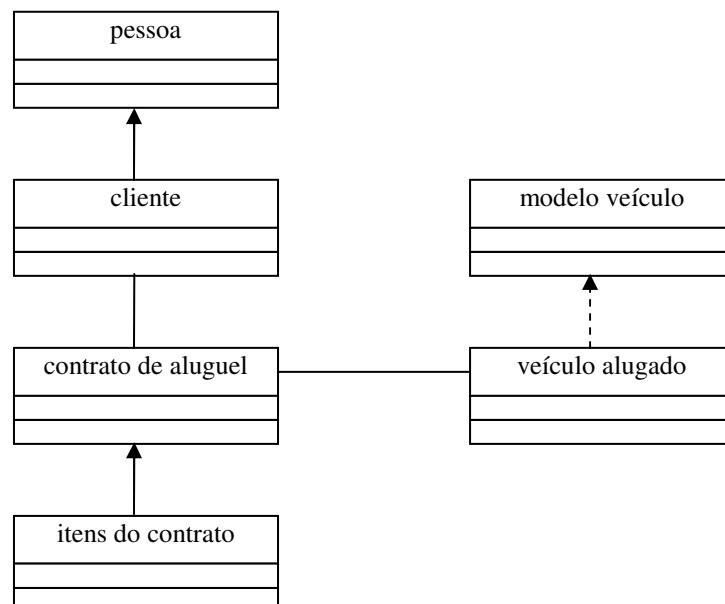 pessoa
cliente
modelo veículo
contrato de aluguel
veículo alugado
itens do contrato